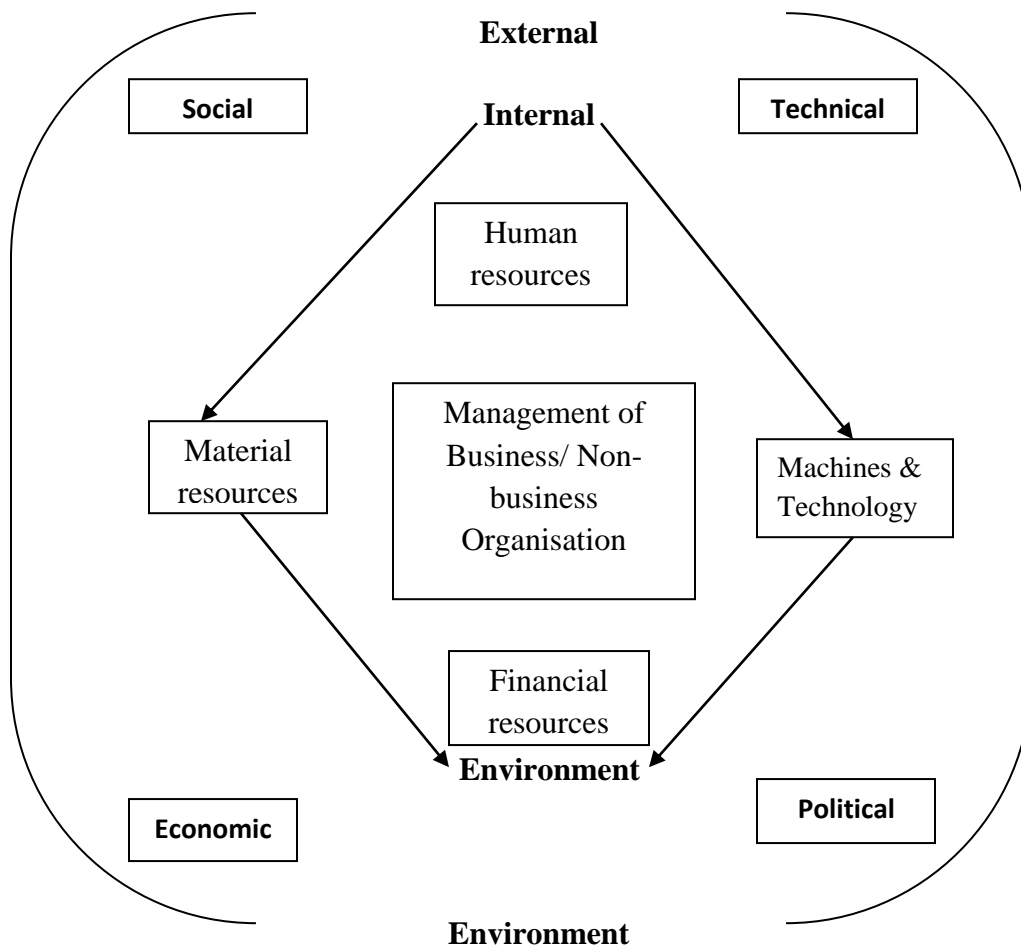 External
Social
Technical
Internal
Human
resources
Management of
Business/ Non-
business
Organisation
Material
resources
Machines &
Technology
Financial
resources
Environment
Economic
Political
Environment